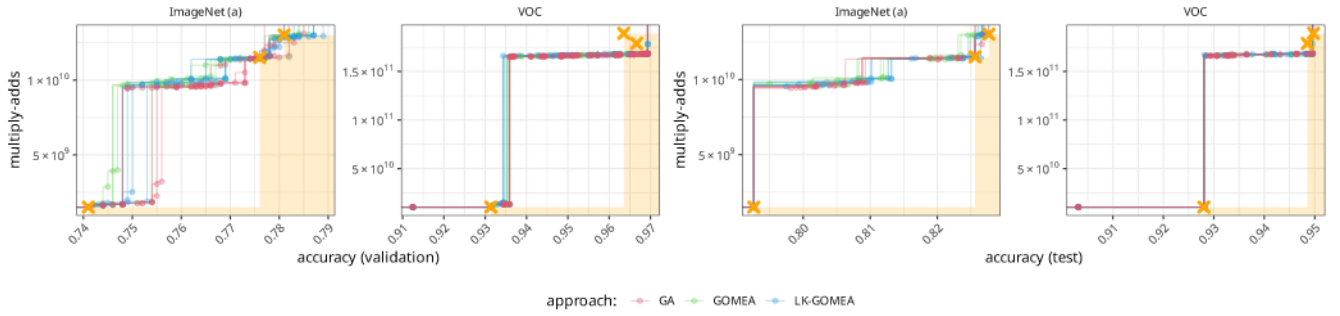 ImageNet (a)
VOC
ImageNet (a)
VOC
multiply-adds
1 × 10¹⁰
5 × 10⁹
0.74
0.75
0.76
0.77
0.78
0.79
1.5 × 10¹¹
1 × 10¹¹
5 × 10¹⁰
0.91
0.92
0.93
0.94
0.95
0.96
0.97
accuracy (validation)
multiply-adds
1 × 10¹⁰
5 × 10⁹
0.80
0.81
0.82
1.5 × 10¹¹
1 × 10¹¹
5 × 10¹⁰
0.91
0.92
0.93
0.94
0.95
accuracy (test)
approach: GA GOMEA LK-GOMEA